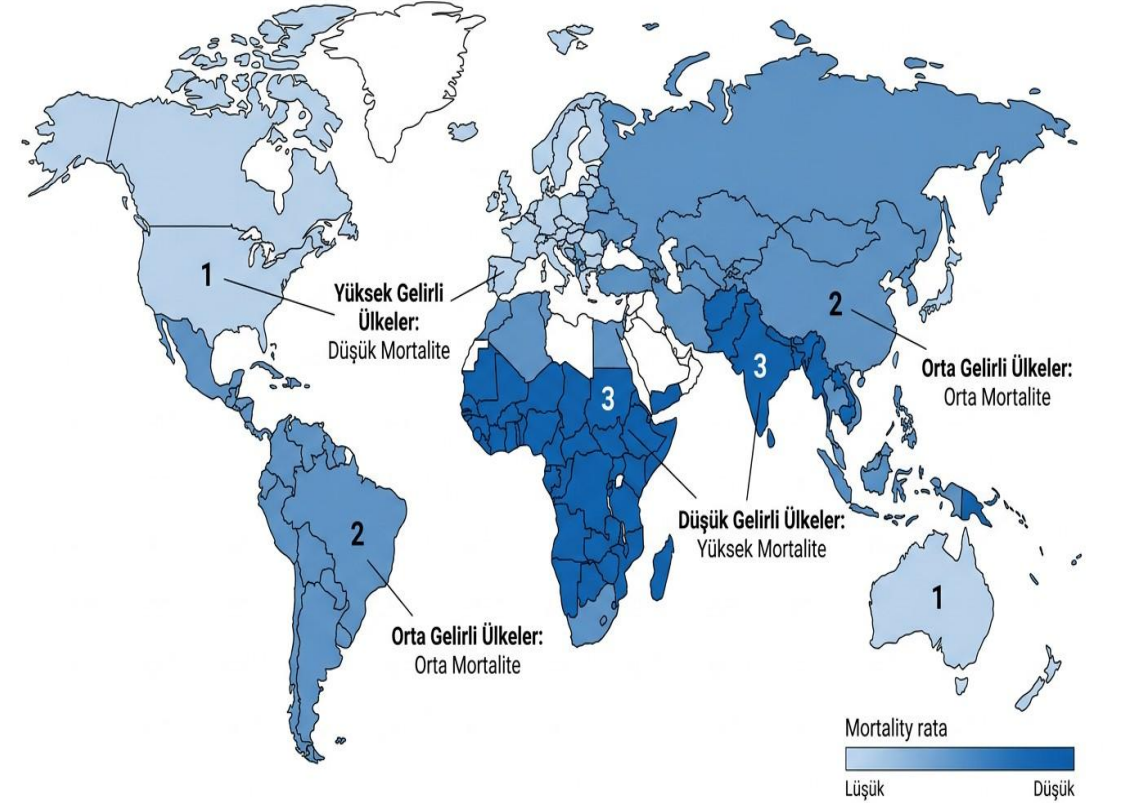 1
Yüksek Gelirli
Ülkeler:
Düşük Mortalite
2
Orta Gelirli Ülkeler:
Orta Mortalite
3
3
Düşük Gelirli Ülkeler:
Yüksek Mortalite
2
Orta Gelirli Ülkeler:
Orta Mortalite
1
Mortality rata
Lüşük Düşük